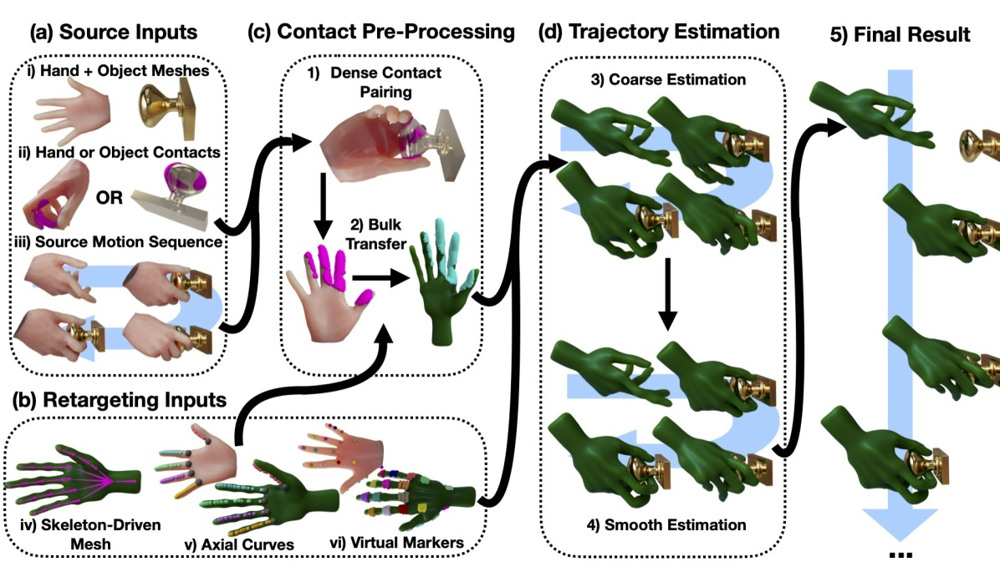 (a) Source Inputs
i) Hand + Object Meshes
ii) Hand or Object Contacts
OR
iii) Source Motion Sequence
(b) Retargeting Inputs
iv) Skeleton-Driven
Mesh
v) Axial Curves
vi) Virtual Markers
(c) Contact Pre-Processing
1) Dense Contact
Pairing
2) Bulk
Transfer
(d) Trajectory Estimation
3) Coarse Estimation
4) Smooth Estimation
5) Final Result
...